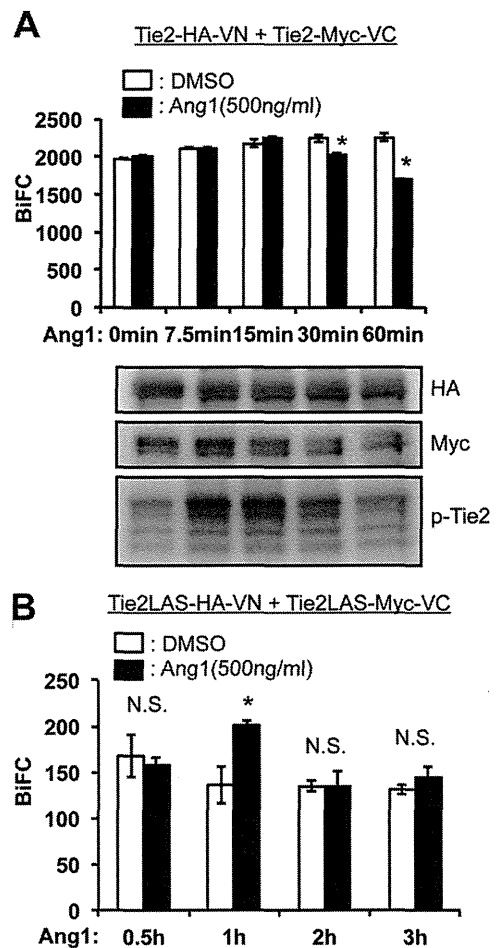 A
Tie2-HA-VN + Tie2-Myc-VC
: DMSO
: Ang1(500ng/ml)
2500
2000
1500
1000
500
0
BiFC
*
*
Ang1: 0min 7.5min 15min 30min 60min
HA
Myc
p-Tie2
B
Tie2LAS-HA-VN + Tie2LAS-Myc-VC
: DMSO
: Ang1(500ng/ml)
250
200
150
100
50
0
BiFC
N.S.
*
N.S.
N.S.
Ang1: 0.5h 1h 2h 3h